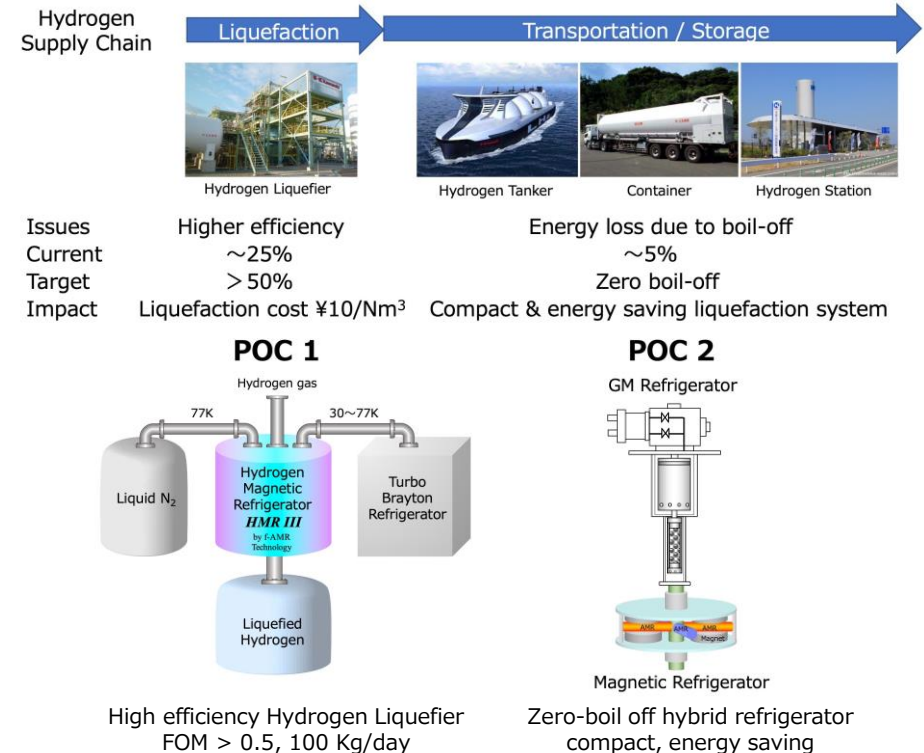 Hydrogen
Supply Chain
Liquefaction
Transportation / Storage
Hydrogen Liquefier
Hydrogen Tanker
Container
Hydrogen Station
Issues Higher efficiency Energy loss due to boil-off
Current ～25% ～5%
Target ＞50% Zero boil-off
Impact Liquefaction cost ¥10/Nm³ Compact & energy saving liquefaction system
POC 1
Hydrogen gas
77K
30～77K
Liquid N₂
Hydrogen
Magnetic
Refrigerator
HMR III
by f-AMR
Technology
Turbo
Brayton
Refrigerator
Liquefied
Hydrogen
High efficiency Hydrogen Liquefier
FOM > 0.5, 100 Kg/day
POC 2
GM Refrigerator
AMR
AMR
AMR
Magnet
Magnetic Refrigerator
Zero-boil off hybrid refrigerator
compact, energy saving